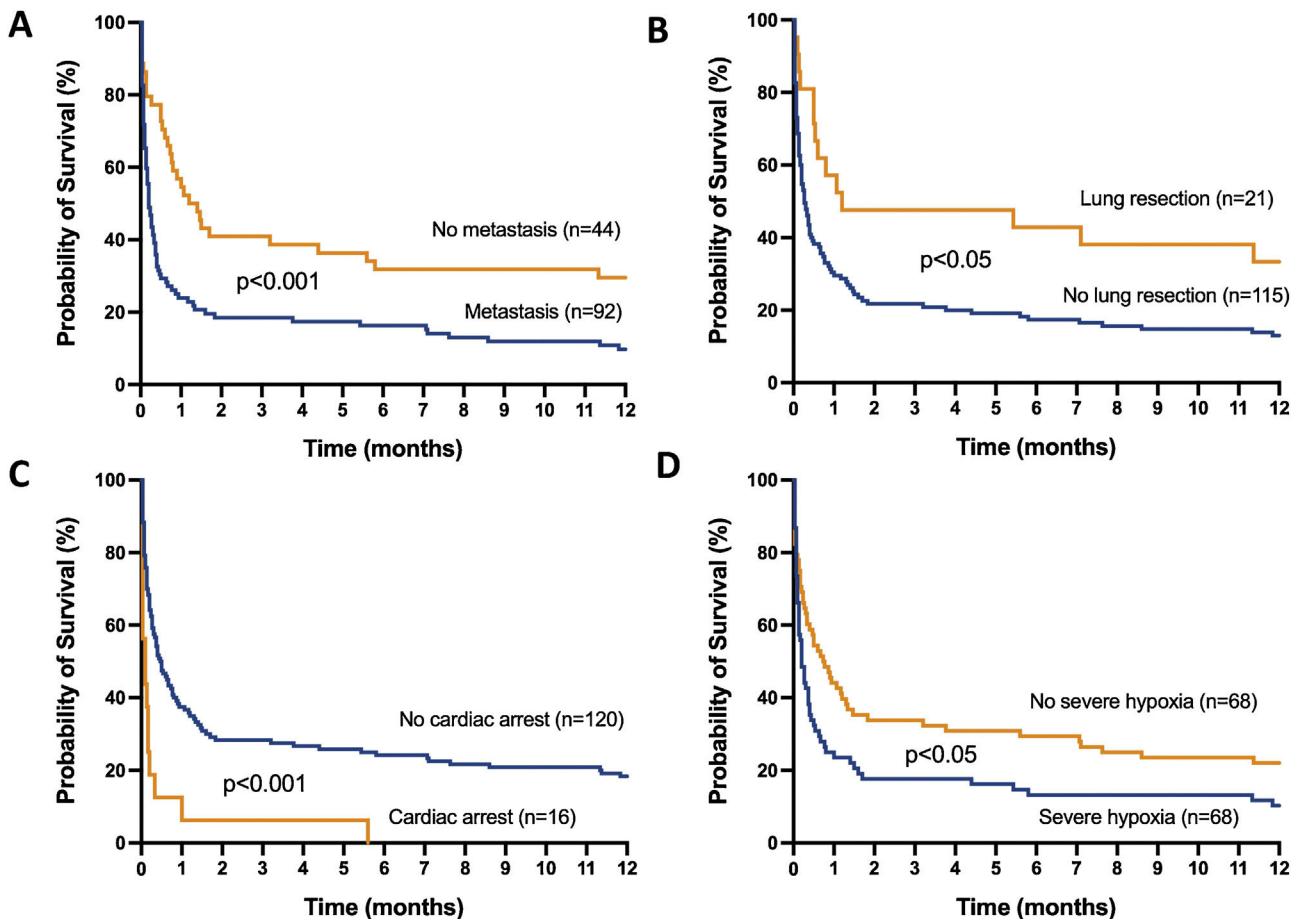 A
Probability of Survival (%)
100
80
60
40
20
0
No metastasis (n=44)
p<0.001
Metastasis (n=92)
0 1 2 3 4 5 6 7 8 9 10 11 12
Time (months)
B
Probability of Survival (%)
100
80
60
40
20
0
Lung resection (n=21)
p<0.05
No lung resection (n=115)
0 1 2 3 4 5 6 7 8 9 10 11 12
Time (months)
C
Probability of Survival (%)
100
80
60
40
20
0
No cardiac arrest (n=120)
p<0.001
Cardiac arrest (n=16)
0 1 2 3 4 5 6 7 8 9 10 11 12
Time (months)
D
Probability of Survival (%)
100
80
60
40
20
0
No severe hypoxia (n=68)
p<0.05
Severe hypoxia (n=68)
0 1 2 3 4 5 6 7 8 9 10 11 12
Time (months)